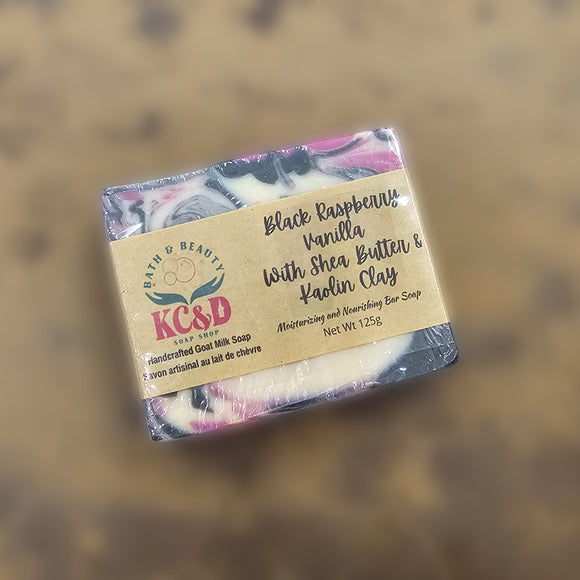 BATH & BEAUTY
KC&D
SOAP SHOP
Handcrafted Goat Milk Soap
Savon artisinal au lait de chèvre
Black Raspberry
Vanilla
With Shea Butter &
Kaolin Clay
Moisturizing and Nourishing Bar Soap
Net Wt 125g